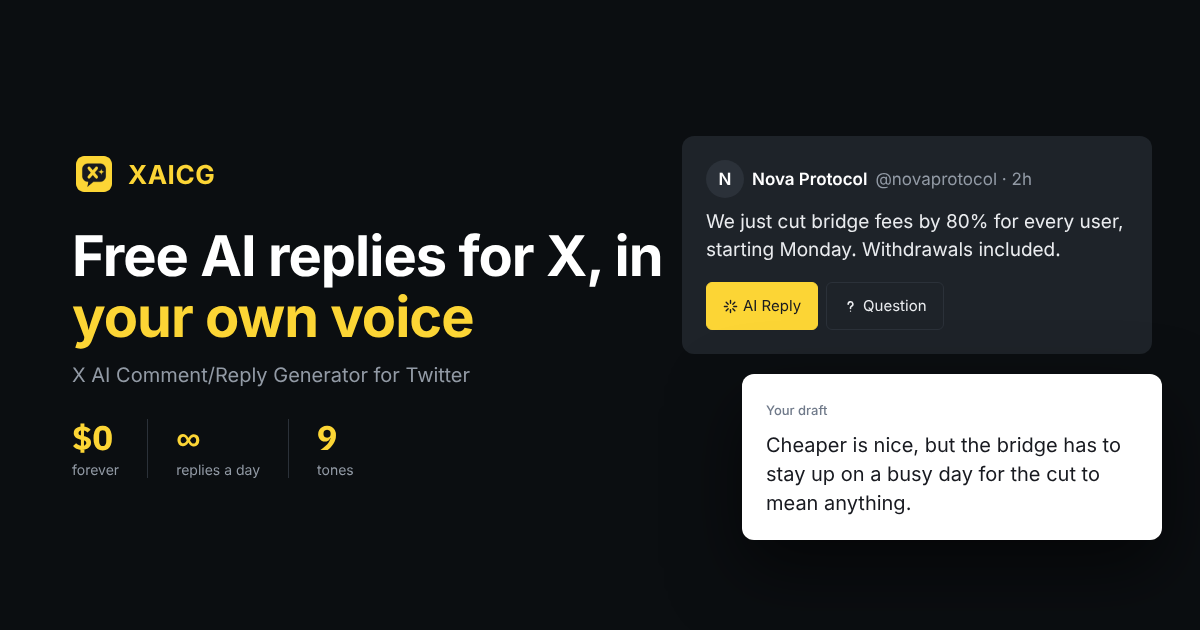 XAICG
Free AI replies for X, in
your own voice
X AI Comment/Reply Generator for Twitter
$0
forever
∞
replies a day
9
tones
N
Nova Protocol @novaprotocol · 2h
We just cut bridge fees by 80% for every user,
starting Monday. Withdrawals included.
AI Reply
? Question
Your draft
Cheaper is nice, but the bridge has to
stay up on a busy day for the cut to
mean anything.